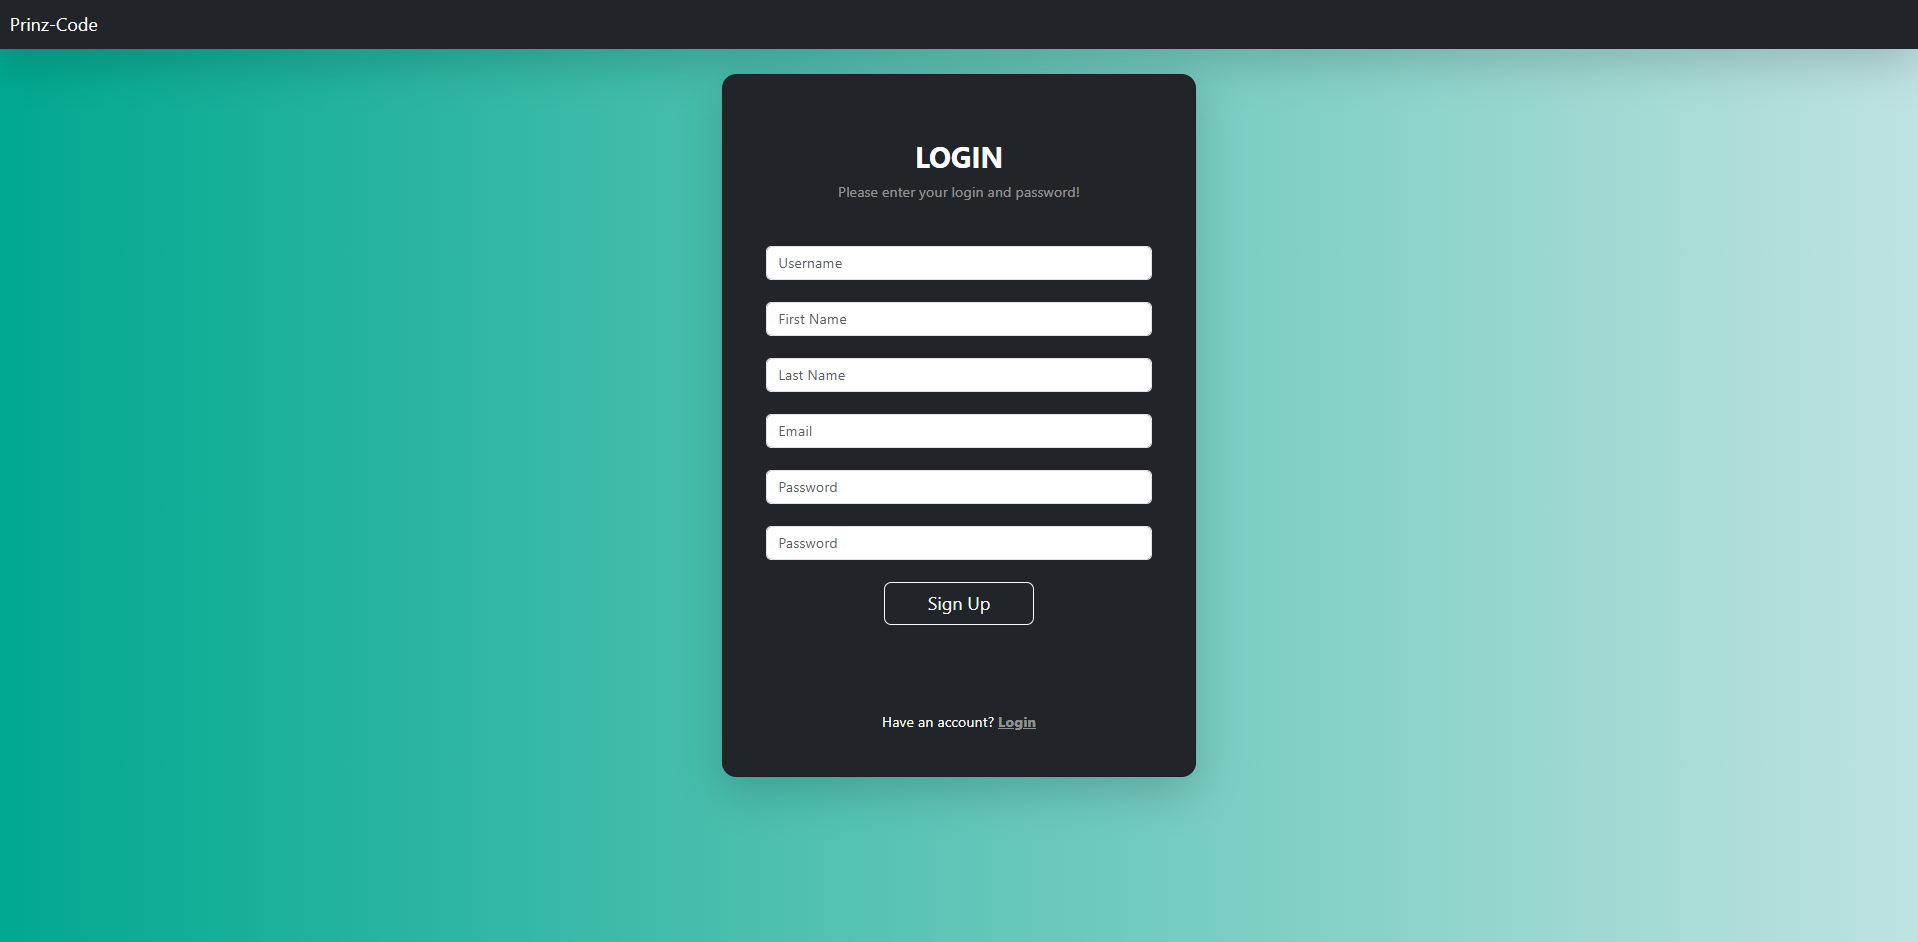 Prinz-Code
LOGIN
Please enter your login and password!
Username
First Name
Last Name
Email
Password
Password
Sign Up
Have an account? Login